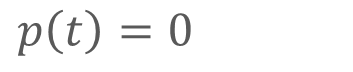 p(t) = 0